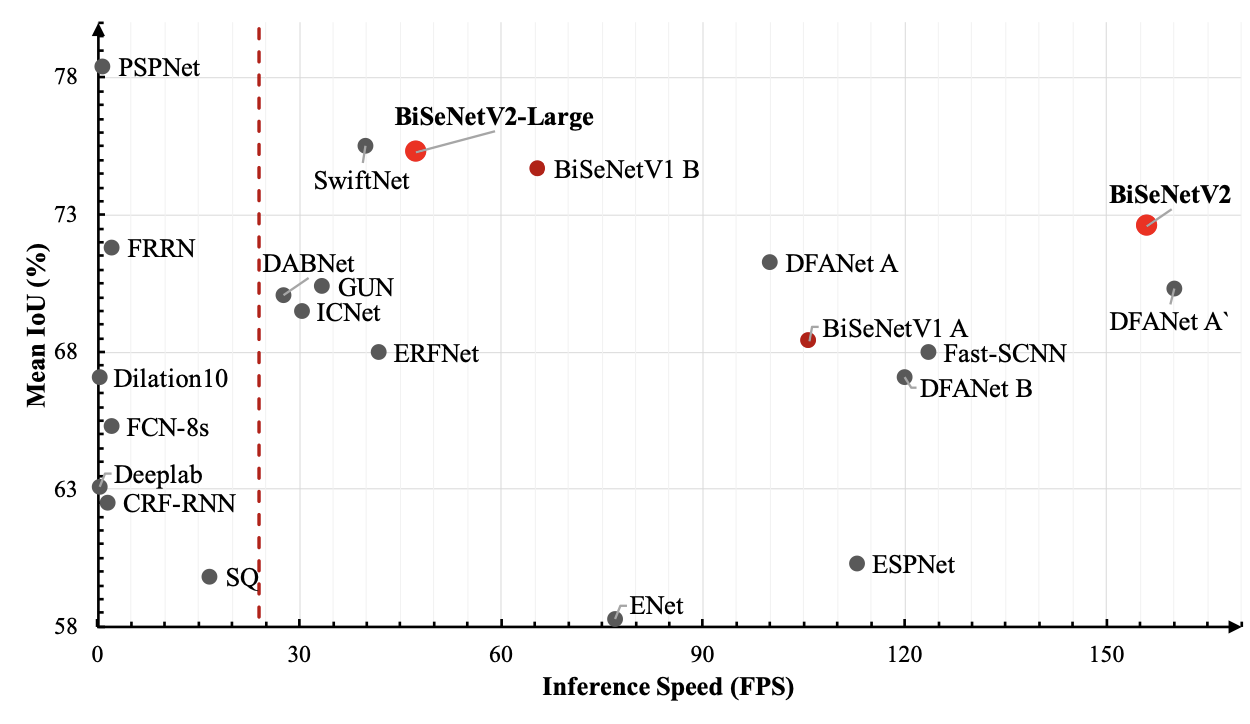 78
PSPNet
BiSeNetV2-Large
SwiftNet
BiSeNetV1 B
BiSeNetV2
73
FRRN
DABNet
GUN
ICNet
DFANet A
DFANet A`
BiSeNetV1 A
68
ERFNet
Fast-SCNN
Dilation10
DFANet B
FCN-8s
Deeplab
63
CRF-RNN
SQ
ESPNet
ENet
58
0 30 60 90 120 150
Mean IoU (%)
Inference Speed (FPS)